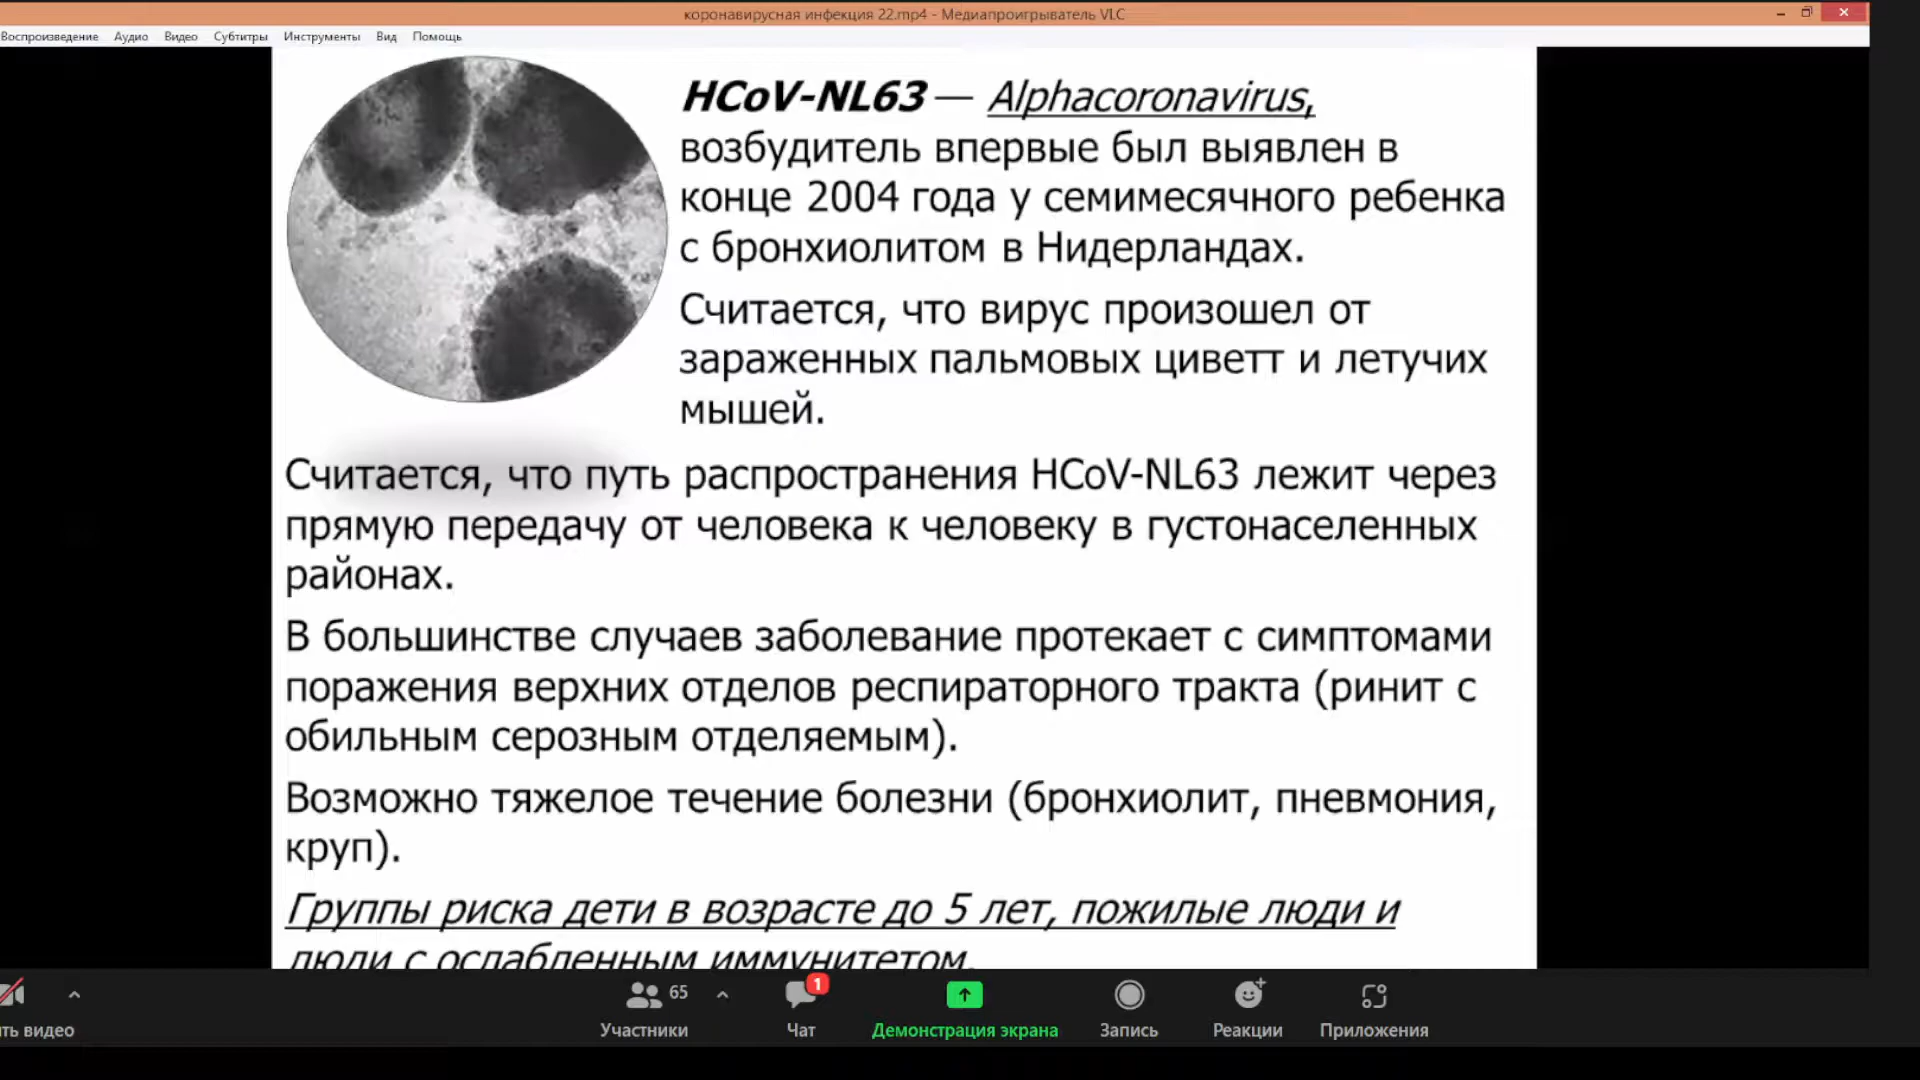 коронавирусная инфекция 22.mp4 - Медиапроигрыватель VLC
Воспроизведение Аудио Видео Субтитры Инструменты Вид Помощь
HCoV-NL63 — Alphacoronavirus,
возбудитель впервые был выявлен в
конце 2004 года у семимесячного ребенка
с бронхиолитом в Нидерландах.
Считается, что вирус произошел от
зараженных пальмовых циветт и летучих
мышей.
Считается, что путь распространения HCoV-NL63 лежит через
прямую передачу от человека к человеку в густонаселенных
районах.
В большинстве случаев заболевание протекает с симптомами
поражения верхних отделов респираторного тракта (ринит с
обильным серозным отделяемым).
Возможно тяжелое течение болезни (бронхиолит, пневмония,
круп).
Группы риска дети в возрасте до 5 лет, пожилые люди и
люди с ослабленным иммунитетом.
65
1
ть видео Участники Чат Демонстрация экрана Запись Реакции Приложения